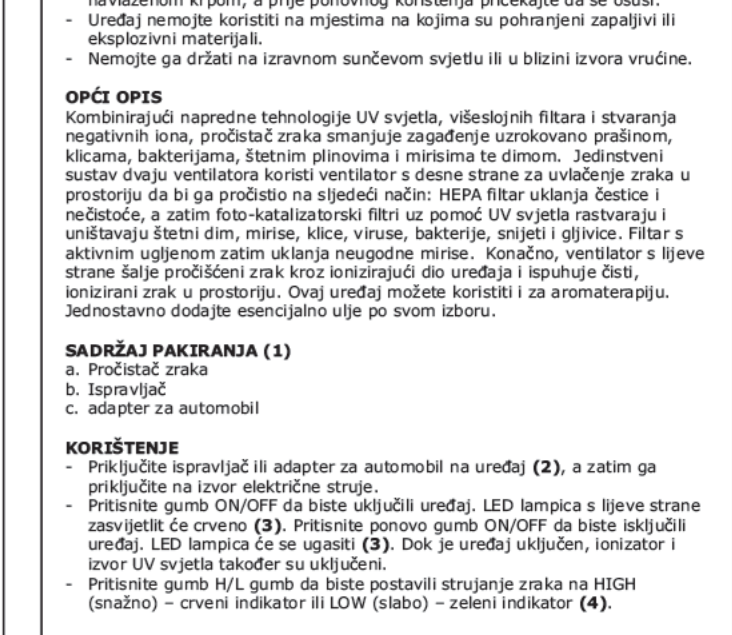 navlaženom krpom, a prije ponovnog korištenja pričekajte da se osuši.
- Uređaj nemojte koristiti na mjestima na kojima su pohranjeni zapaljivi ili
eksplozivni materijali.
- Nemojte ga držati na izravnom sunčevom svjetlu ili u blizini izvora vrućine.
OPĆI OPIS
Kombinirajući napredne tehnologije UV svjetla, višeslojnih filtara i stvaranja
negativnih iona, pročistač zraka smanjuje zagađenje uzrokovano prašinom,
klicama, bakterijama, štetnim plinovima i mirisima te dimom. Jedinstveni
sustav dvaju ventilatora koristi ventilator s desne strane za uvlačenje zraka u
prostoriju da bi ga pročistio na sljedeći način: HEPA filtar uklanja čestice i
nečistoće, a zatim foto-katalizatorski filtri uz pomoć UV svjetla rastvaraju i
uništavaju štetni dim, mirise, klice, viruse, bakterije, snijeti i gljivice. Filtar s
aktivnim ugljenom zatim uklanja neugodne mirise. Konačno, ventilator s lijeve
strane šalje pročišćeni zrak kroz ionizirajući dio uređaja i ispuhuje čisti,
ionizirani zrak u prostoriju. Ovaj uređaj možete koristiti i za aromaterapiju.
Jednostavno dodajte esencijalno ulje po svom izboru.
SADRŽAJ PAKIRANJA (1)
a. Pročistač zraka
b. Ispravljač
c. adapter za automobil
KORIŠTENJE
- Priključite ispravljač ili adapter za automobil na uređaj (2), a zatim ga
priključite na izvor električne struje.
- Pritisnite gumb ON/OFF da biste uključili uređaj. LED lampica s lijeve strane
zasvijetlit će crveno (3). Pritisnite ponovo gumb ON/OFF da biste isključili
uređaj. LED lampica će se ugasiti (3). Dok je uređaj uključen, ionizator i
izvor UV svjetla također su uključeni.
- Pritisnite gumb H/L gumb da biste postavili strujanje zraka na HIGH
(snažno) – crveni indikator ili LOW (slabo) – zeleni indikator (4).